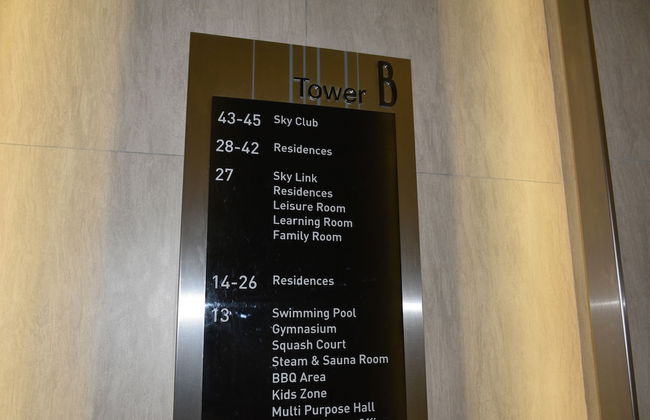 Tower B
43-45 Sky Club
28-42 Residences
27 Sky Link
Residences
Leisure Room
Learning Room
Family Room
14-26 Residences
13 Swimming Pool
Gymnasium
Squash Court
Steam & Sauna Room
BBQ Area
Kids Zone
Multi Purpose Hall